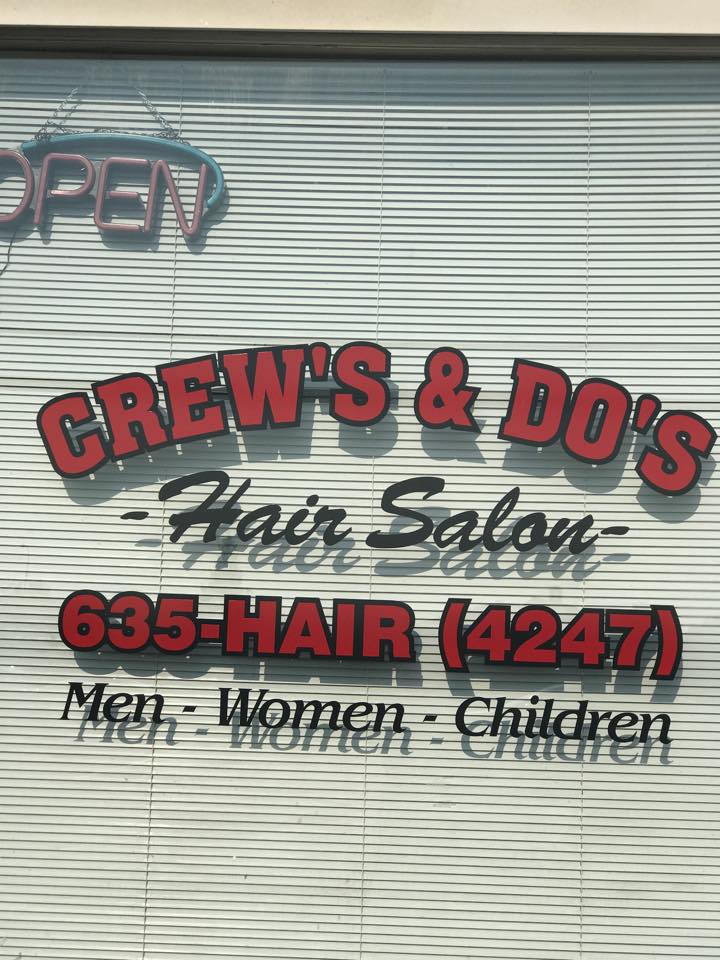 OPEN
CREW'S & DO'S
-Hair Salon-
635-HAIR (4247)
Men - Women - Children